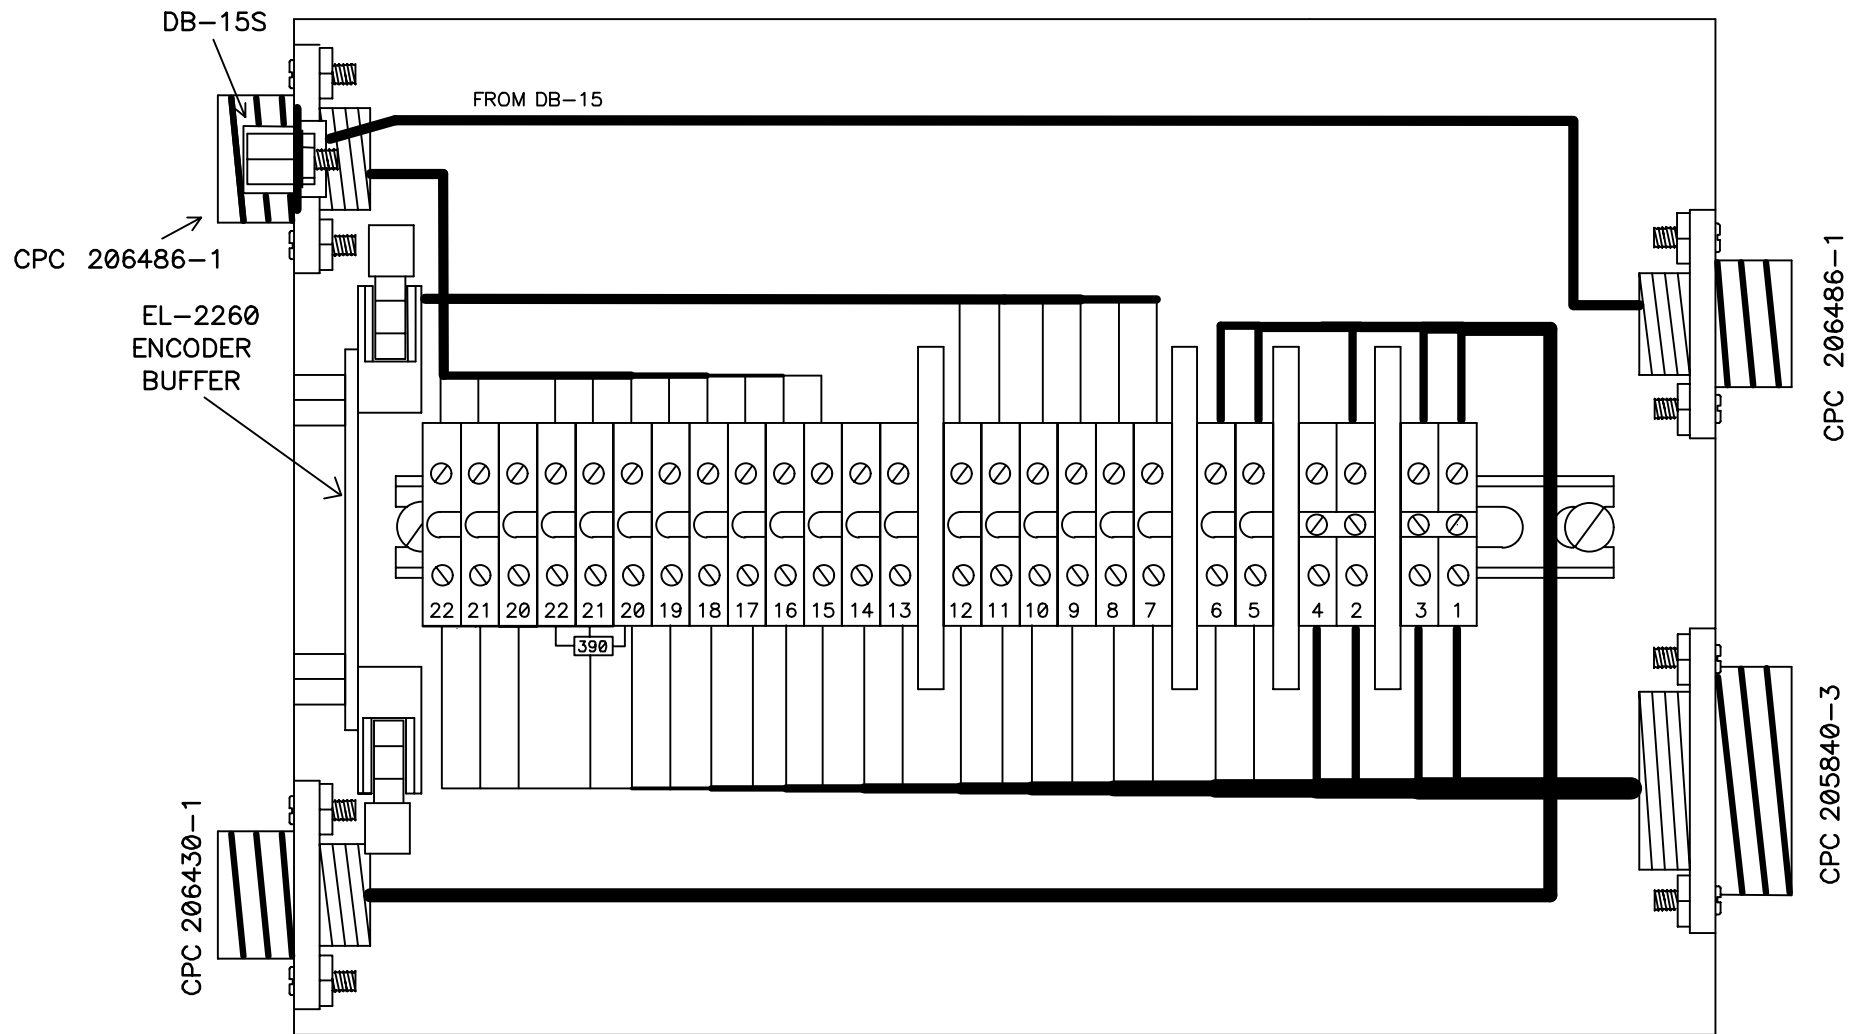 DB-15S
FROM DB-15
CPC 206486-1
EL-2260
ENCODER
BUFFER
CPC 206486-1
22 21 20 22 21 20 19 18 17 16 15 14 13 12 11 10 9 8 7 6 5 4 2 3 1
390
CPC 206430-1
CPC 205840-3